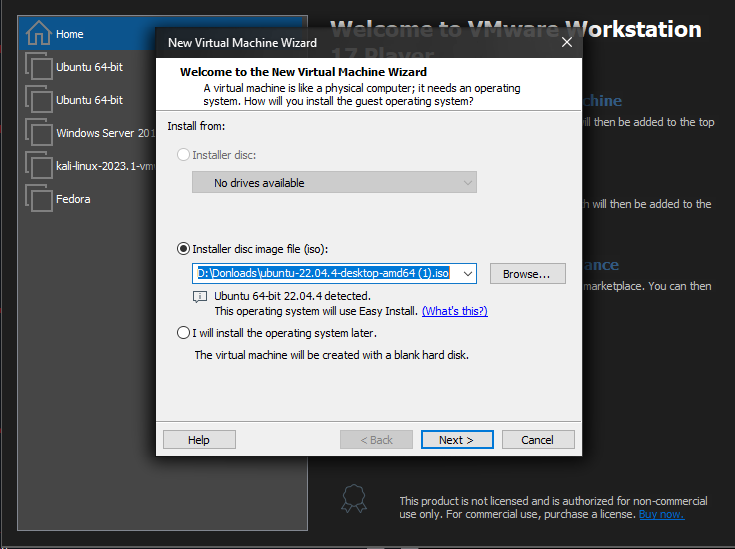 Welcome to VMware Workstation
17 Player
Home
Ubuntu 64-bit
Ubuntu 64-bit
Windows Server 201
kali-linux-2023.1-vm
Fedora
New Virtual Machine Wizard
Welcome to the New Virtual Machine Wizard
A virtual machine is like a physical computer; it needs an operating
system. How will you install the guest operating system?
Install from:
Installer disc:
No drives available
Installer disc image file (iso):
D:\Donloads\ubuntu-22.04.4-desktop-amd64 (1).iso
Browse...
Ubuntu 64-bit 22.04.4 detected.
This operating system will use Easy Install. (What's this?)
I will install the operating system later.
The virtual machine will be created with a blank hard disk.
Help
< Back
Next >
Cancel
chine
ill then be added to the top
h will then be added to the
ance
marketplace. You can then
This product is not licensed and is authorized for non-commercial
use only. For commercial use, purchase a license. Buy now.